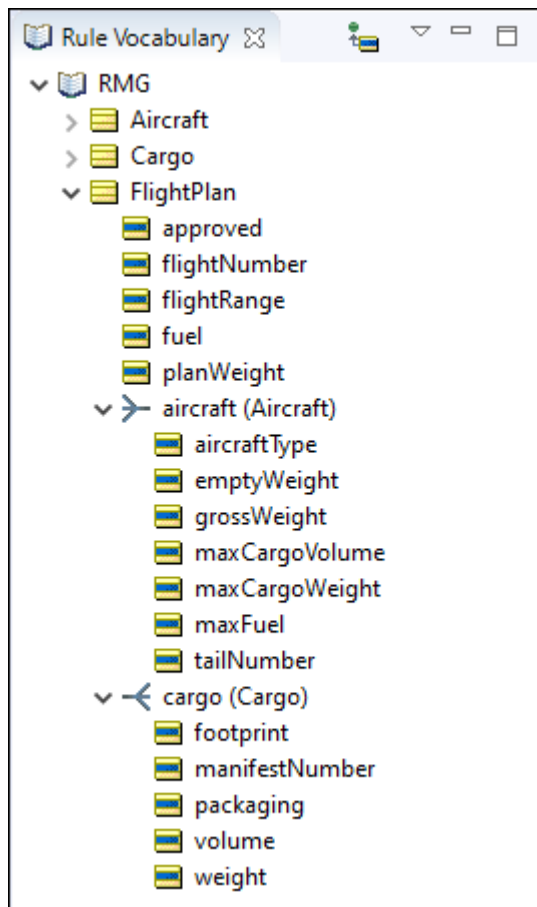 Rule Vocabulary
RMG
Aircraft
Cargo
FlightPlan
approved
flightNumber
flightRange
fuel
planWeight
aircraft (Aircraft)
aircraftType
emptyWeight
grossWeight
maxCargoVolume
maxCargoWeight
maxFuel
tailNumber
cargo (Cargo)
footprint
manifestNumber
packaging
volume
weight